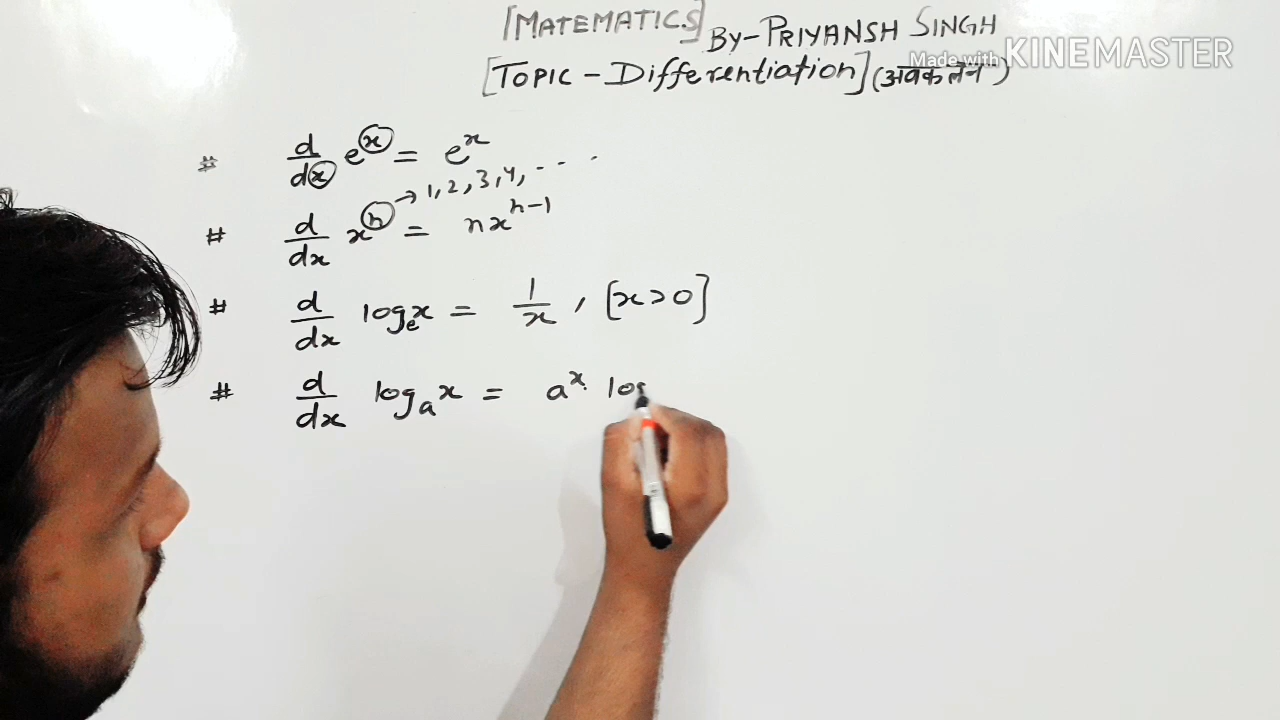 [MATEMATICS] By-PRIYANSH SINGH
Made with KINEMASTER
[TOPIC - Differentiation] (अवकलन)
# d/dx e^x = e^x
# d/dx x^n → 1, 2, 3, 4, - - - = nx^(n-1)
# d/dx log_e x = 1/x , [x>0]
# d/dx log_a x = a^x. log